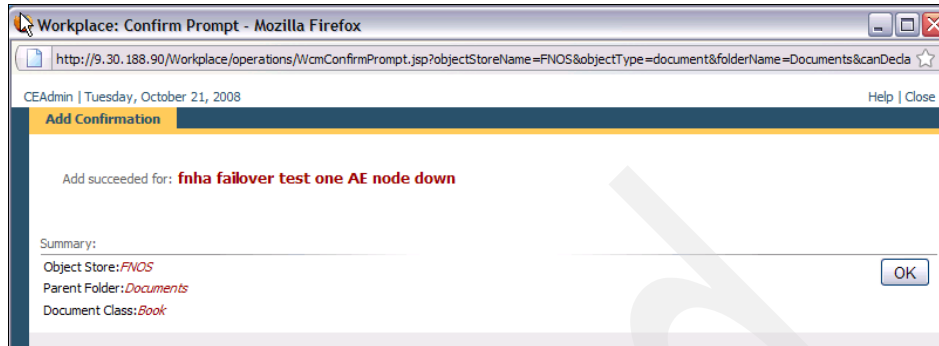 Workplace: Confirm Prompt - Mozilla Firefox
http://9.30.188.90/Workplace/operations/WcmConfirmPrompt.jsp?objectStoreName=FNOS&objectType=document&folderName=Documents&canDecla
CEAdmin | Tuesday, October 21, 2008 Help | Close
Add Confirmation
Add succeeded for: fnha failover test one AE node down
Summary:
Object Store:FNOS
OK
Parent Folder:Documents
Document Class:Book